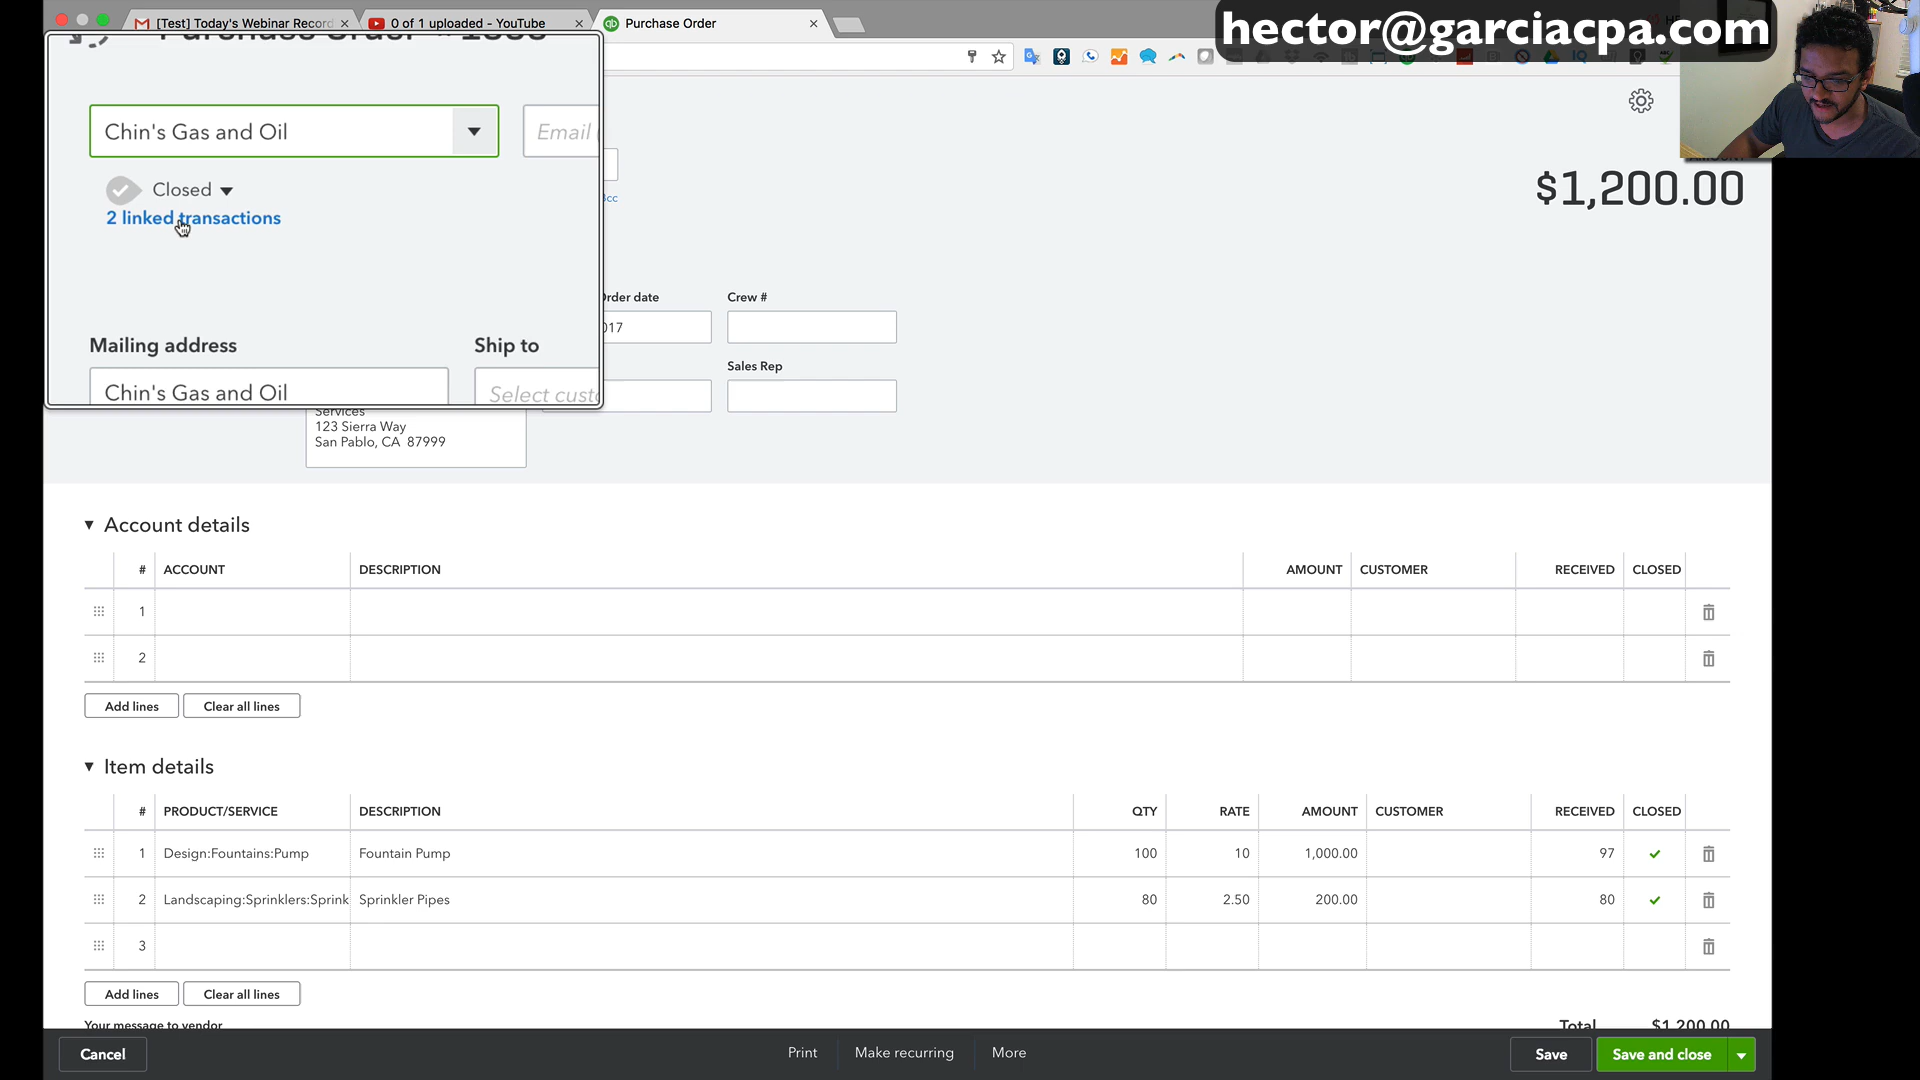 [Test] Today's Webinar Record
0 of 1 uploaded - YouTube
Purchase Order
hector@garciacpa.com
Chin's Gas and Oil
Email
Closed
2 linked transactions
$1,200.00
Mailing address
Ship to
Order date
Crew #
017
Sales Rep
Chin's Gas and Oil
Select custo
Services
123 Sierra Way
San Pablo, CA 87999
Account details
# ACCOUNT DESCRIPTION AMOUNT CUSTOMER RECEIVED CLOSED
1
2
Add lines Clear all lines
Item details
# PRODUCT/SERVICE DESCRIPTION QTY RATE AMOUNT CUSTOMER RECEIVED CLOSED
1 Design:Fountains:Pump Fountain Pump 100 10 1,000.00 97
2 Landscaping:Sprinklers:Sprink Sprinkler Pipes 80 2.50 200.00 80
3
Add lines Clear all lines
Your message to vendor
Total $1,200.00
Cancel Print Make recurring More Save Save and close